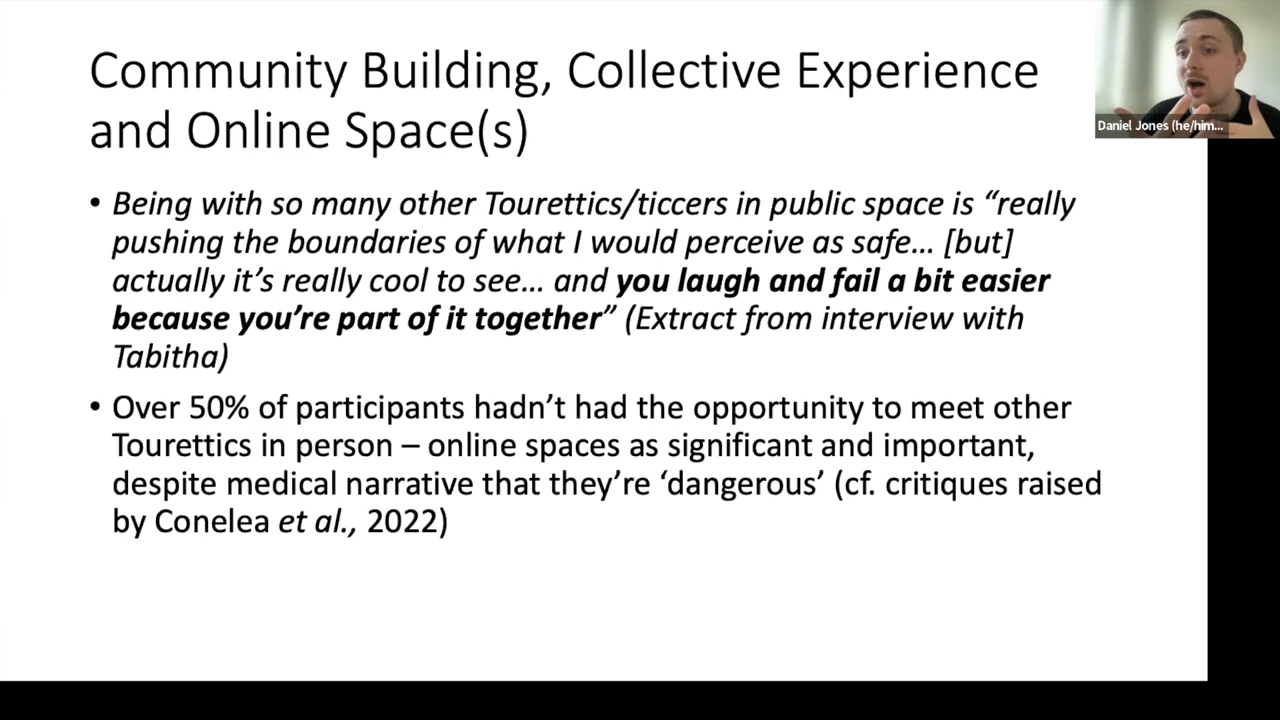 Community Building, Collective Experience
and Online Space(s)
Daniel Jones (he/him...
• Being with so many other Tourettics/ticcers in public space is “really
pushing the boundaries of what I would perceive as safe… [but]
actually it’s really cool to see… and you laugh and fail a bit easier
because you’re part of it together” (Extract from interview with
Tabitha)
• Over 50% of participants hadn’t had the opportunity to meet other
Tourettics in person – online spaces as significant and important,
despite medical narrative that they’re ‘dangerous’ (cf. critiques raised
by Conelea et al., 2022)